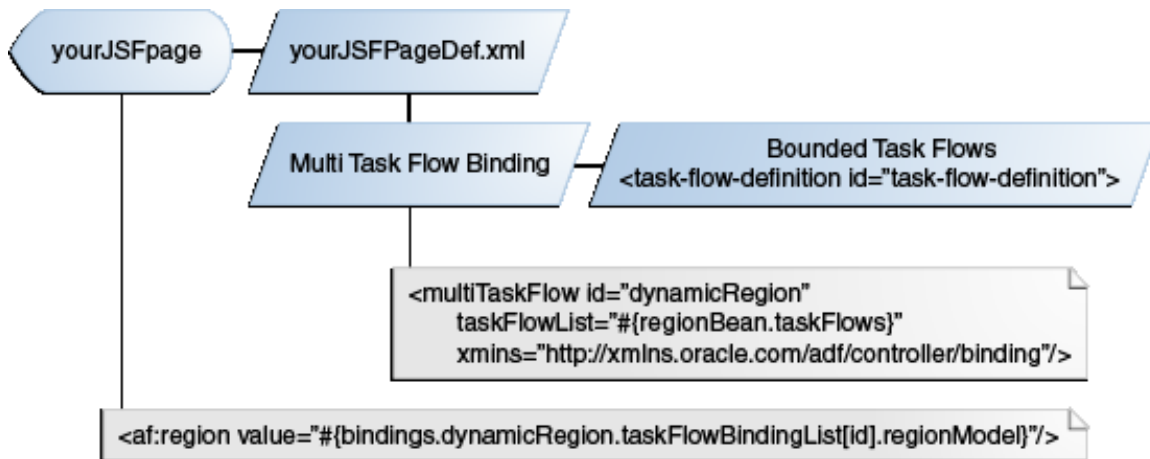 yourJSFpage
yourJSFPageDef.xml
Multi Task Flow Binding
Bounded Task Flows
<task-flow-definition id="task-flow-definition">
<multiTaskFlow id="dynamicRegion"
taskFlowList="#{regionBean.taskFlows}"
xmins="http://xmlns.oracle.com/adf/controller/binding"/>
<af:region value="#{bindings.dynamicRegion.taskFlowBindingList[id].regionModel}"/>